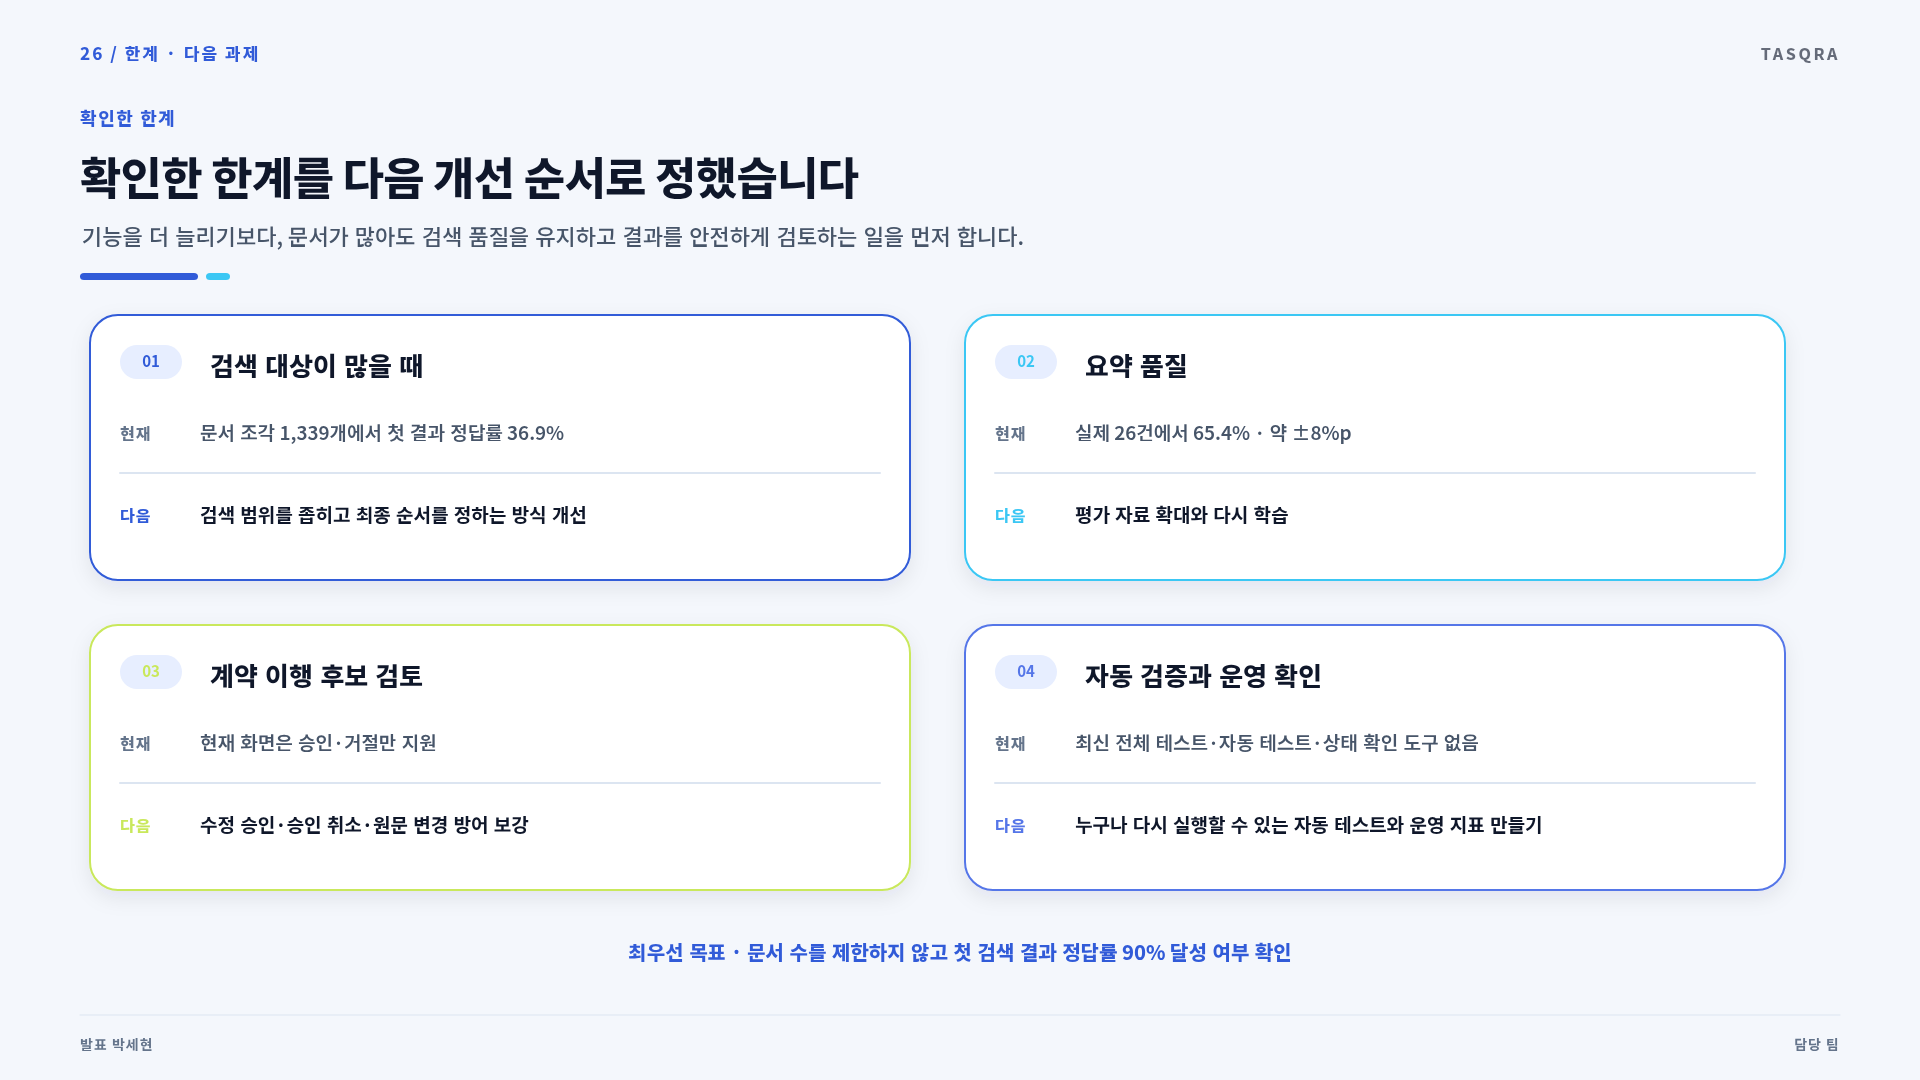 26 / 한계 · 다음 과제
TASQRA
확인한 한계
확인한 한계를 다음 개선 순서로 정했습니다
기능을 더 늘리기보다, 문서가 많아도 검색 품질을 유지하고 결과를 안전하게 검토하는 일을 먼저 합니다.
01 검색 대상이 많을 때
현재 문서 조각 1,339개에서 첫 결과 정답률 36.9%
다음 검색 범위를 좁히고 최종 순서를 정하는 방식 개선
02 요약 품질
현재 실제 26건에서 65.4% · 약 ±8%p
다음 평가 자료 확대와 다시 학습
03 계약 이행 후보 검토
현재 현재 화면은 승인·거절만 지원
다음 수정 승인·승인 취소·원문 변경 방어 보강
04 자동 검증과 운영 확인
현재 최신 전체 테스트·자동 테스트·상태 확인 도구 없음
다음 누구나 다시 실행할 수 있는 자동 테스트와 운영 지표 만들기
최우선 목표 · 문서 수를 제한하지 않고 첫 검색 결과 정답률 90% 달성 여부 확인
발표 박세현
담당 팀